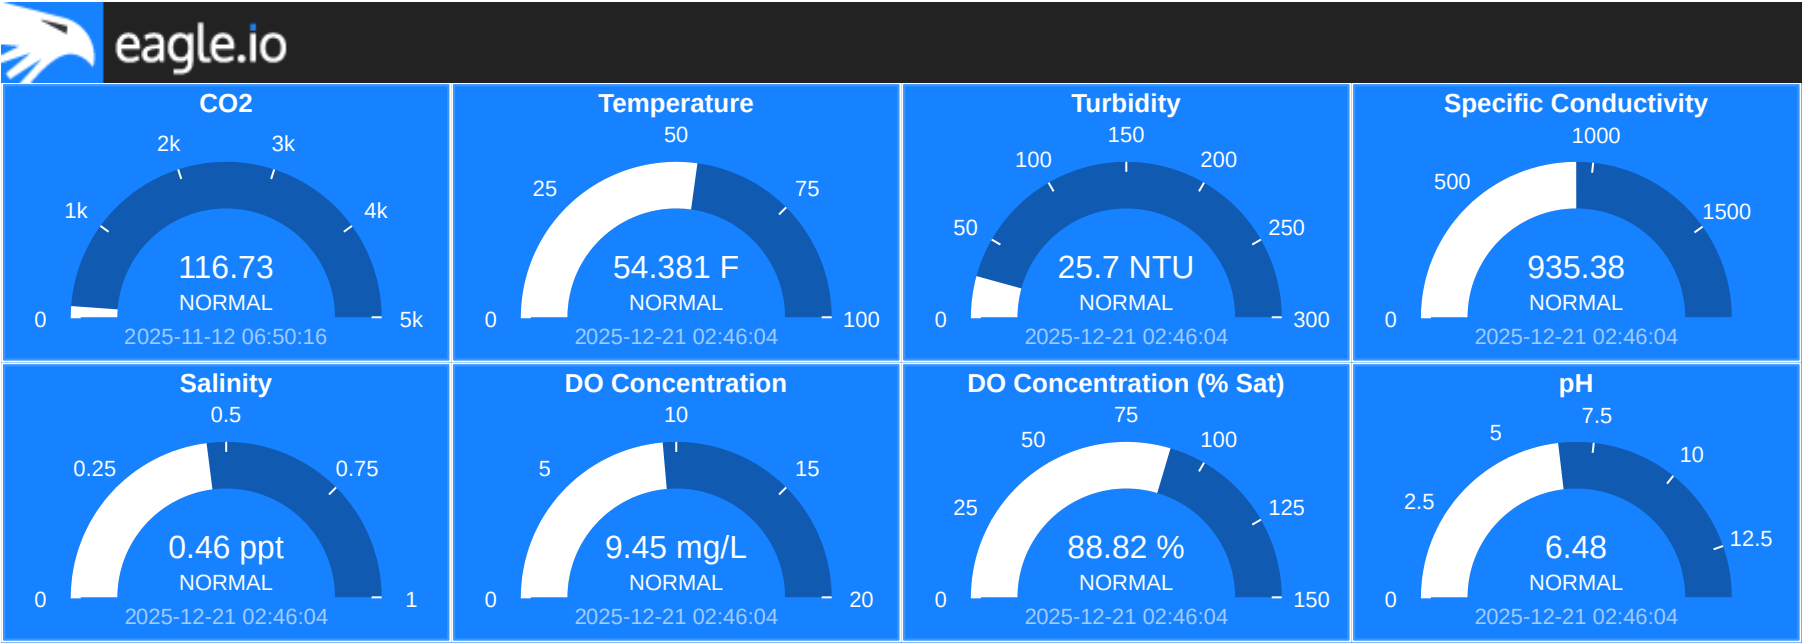 eagle.io
CO2
0
1k
2k
3k
4k
5k
116.73
NORMAL
2025-11-12 06:50:16
Temperature
0
25
50
75
100
54.381 F
NORMAL
2025-12-21 02:46:04
Turbidity
0
50
100
150
200
250
300
25.7 NTU
NORMAL
2025-12-21 02:46:04
Specific Conductivity
0
500
1000
1500
935.38
NORMAL
2025-12-21 02:46:04
Salinity
0
0.25
0.5
0.75
1
0.46 ppt
NORMAL
2025-12-21 02:46:04
DO Concentration
0
5
10
15
20
9.45 mg/L
NORMAL
2025-12-21 02:46:04
DO Concentration (% Sat)
0
25
50
75
100
125
150
88.82 %
NORMAL
2025-12-21 02:46:04
pH
0
2.5
5
7.5
10
12.5
6.48
NORMAL
2025-12-21 02:46:04